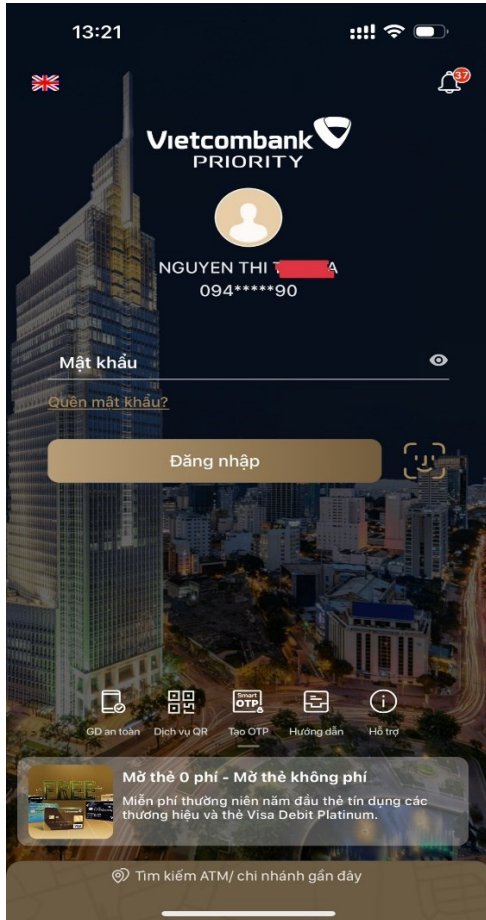 13:21
37
Vietcombank
PRIORITY
NGUYEN THI T A
094*****90
Mật khẩu
Quên mật khẩu?
Đăng nhập
Smart
OTP
GD an toàn Dịch vụ QR Tạo OTP Hướng dẫn Hỗ trợ
FREE
Mở thẻ 0 phí - Mở thẻ không phí
Miễn phí thường niên năm đầu thẻ tín dụng các
thương hiệu và thẻ Visa Debit Platinum.
Tìm kiếm ATM/ chi nhánh gần đây